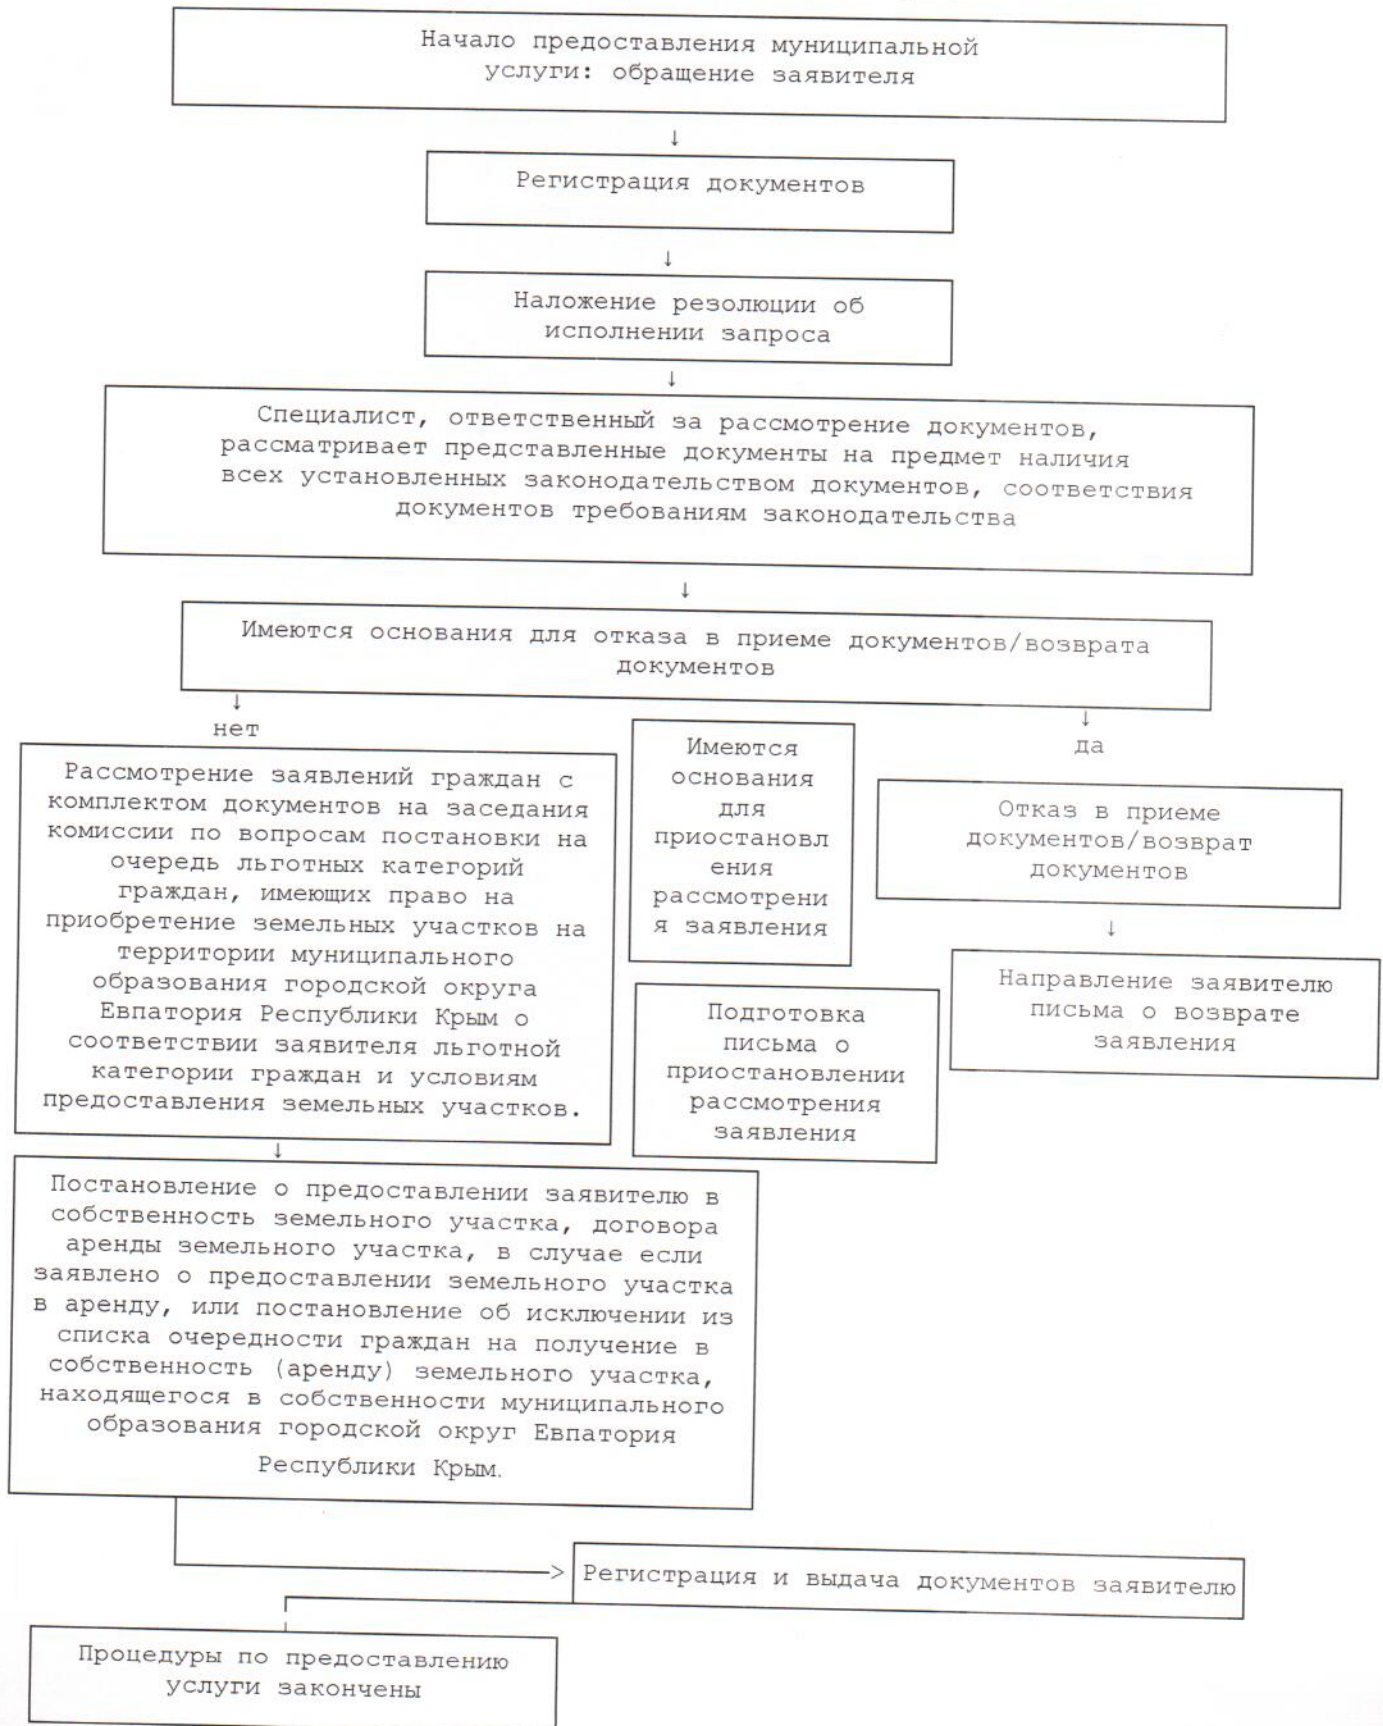 Начало предоставления муниципальной
услуги: обращение заявителя
↓
Регистрация документов
↓
Наложение резолюции об
исполнении запроса
↓
Специалист, ответственный за рассмотрение документов,
рассматривает представленные документы на предмет наличия
всех установленных законодательством документов, соответствия
документов требованиям законодательства
↓
Имеются основания для отказа в приеме документов/возврата
документов
↓
нет
Рассмотрение заявлений граждан с
комплектом документов на заседания
комиссии по вопросам постановки на
очередь льготных категорий
граждан, имеющих право на
приобретение земельных участков на
территории муниципального
образования городской округа
Евпатория Республики Крым о
соответствии заявителя льготной
категории граждан и условиям
предоставления земельных участков.
Имеются
основания
для
приостановл
ения
рассмотрени
я заявления
Подготовка
письма о
приостановлении
рассмотрения
заявления
↓
да
Отказ в приеме
документов/возврат
документов
↓
Направление заявителю
письма о возврате
заявления
↓
Постановление о предоставлении заявителю в
собственность земельного участка, договора
аренды земельного участка, в случае если
заявлено о предоставлении земельного участка
в аренду, или постановление об исключении из
списка очередности граждан на получение в
собственность (аренду) земельного участка,
находящегося в собственности муниципального
образования городской округ Евпатория
Республики Крым.
Регистрация и выдача документов заявителю
Процедуры по предоставлению
услуги закончены